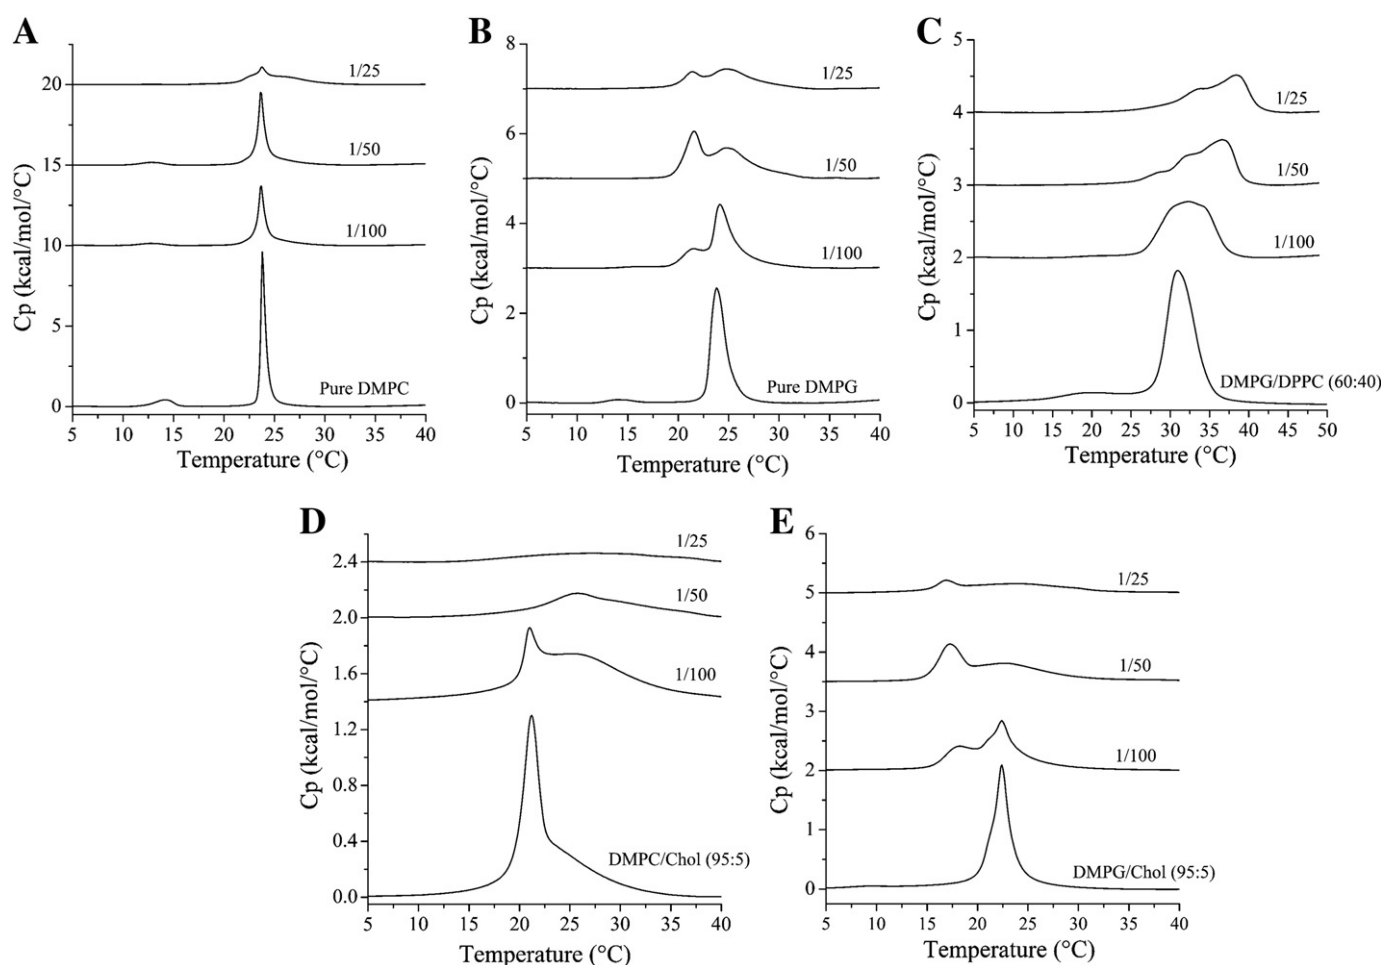 A
Cp (kcal/mol/°C)
20
15
10
5
0
1/25
1/50
1/100
Pure DMPC
5 10 15 20 25 30 35 40
Temperature (°C)
B
Cp (kcal/mol/°C)
8
6
4
2
0
1/25
1/50
1/100
Pure DMPG
5 10 15 20 25 30 35 40
Temperature (°C)
C
Cp (kcal/mol/°C)
5
4
3
2
1
0
1/25
1/50
1/100
DMPG/DPPC (60:40)
5 10 15 20 25 30 35 40 45 50
Temperature (°C)
D
Cp (kcal/mol/°C)
2.4
2.0
1.6
1.2
0.8
0.4
0.0
1/25
1/50
1/100
DMPC/Chol (95:5)
5 10 15 20 25 30 35 40
Temperature (°C)
E
Cp (kcal/mol/°C)
6
5
4
3
2
1
0
1/25
1/50
1/100
DMPG/Chol (95:5)
5 10 15 20 25 30 35 40
Temperature (°C)